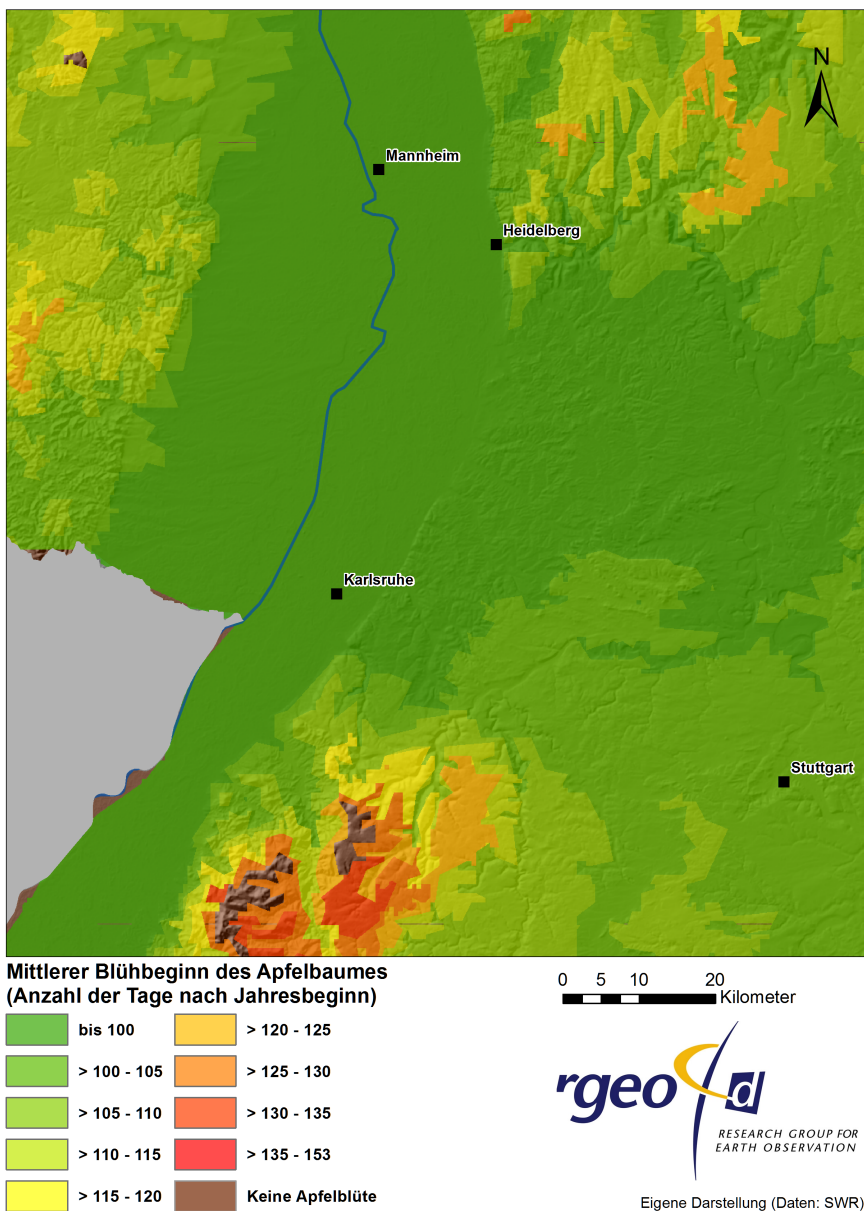 N
Mannheim
Heidelberg
Karlsruhe
Stuttgart
Mittlerer Blühbeginn des Apfelbaumes
(Anzahl der Tage nach Jahresbeginn)
bis 100
> 100 - 105
> 105 - 110
> 110 - 115
> 115 - 120
> 120 - 125
> 125 - 130
> 130 - 135
> 135 - 153
Keine Apfelblüte
0 5 10 20
Kilometer
rgeo d
RESEARCH GROUP FOR
EARTH OBSERVATION
Eigene Darstellung (Daten: SWR)